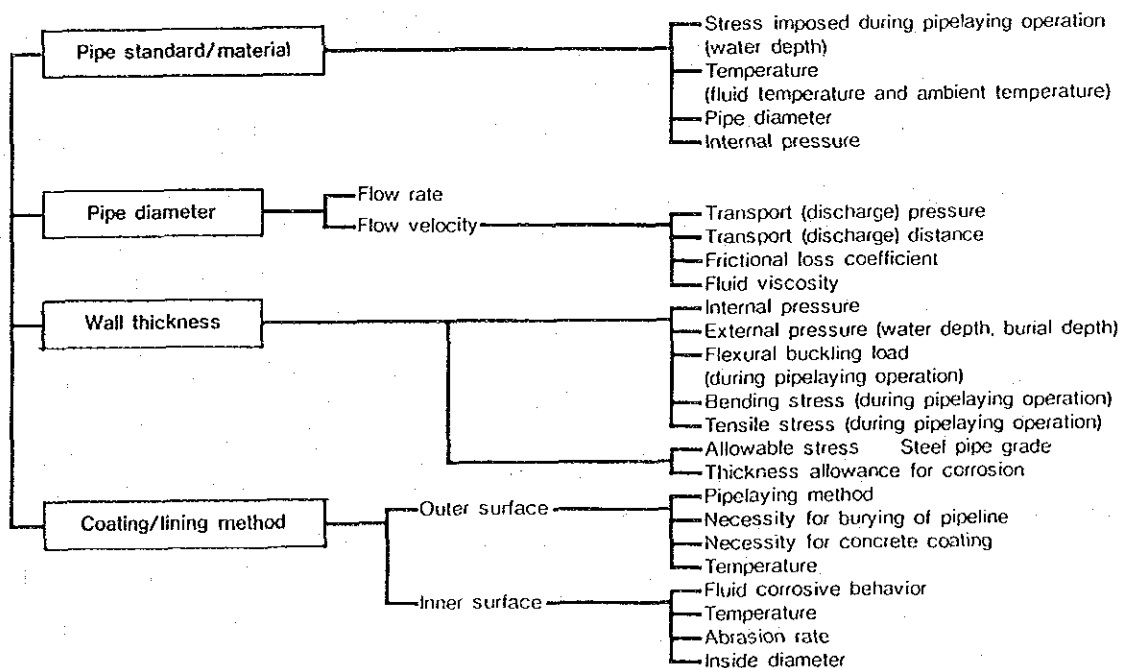 Pipe standard/material
Stress imposed during pipelaying operation
(water depth)
Temperature
(fluid temperature and ambient temperature)
Pipe diameter
Internal pressure
Pipe diameter
Flow rate
Flow velocity
Transport (discharge) pressure
Transport (discharge) distance
Frictional loss coefficient
Fluid viscosity
Wall thickness
Internal pressure
External pressure (water depth, burial depth)
Flexural buckling load
(during pipelaying operation)
Bending stress (during pipelaying operation)
Tensile stress (during pipelaying operation)
Allowable stress Steel pipe grade
Thickness allowance for corrosion
Coating/lining method
Outer surface
Pipelaying method
Necessity for burying of pipeline
Necessity for concrete coating
Temperature
Inner surface
Fluid corrosive behavior
Temperature
Abrasion rate
Inside diameter